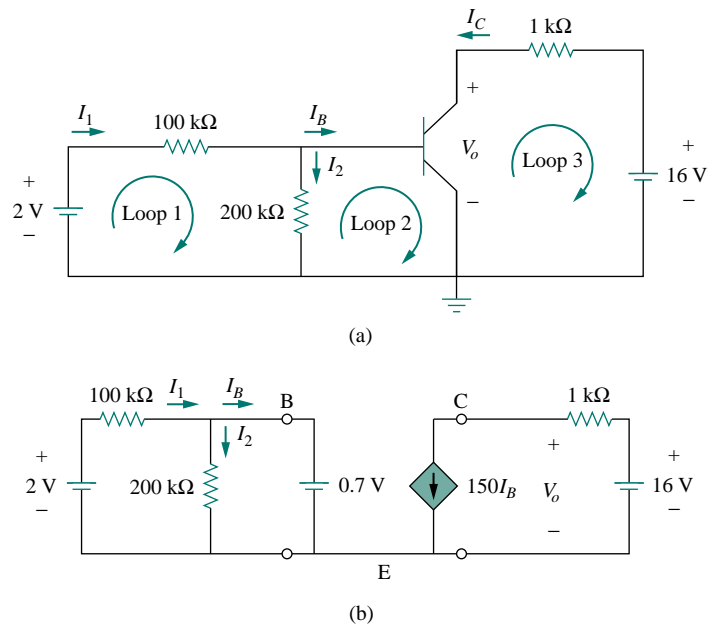 I_C
1 kΩ
I_1
100 kΩ
I_B
+
I_2
V_o
Loop 3
+
+
16 V
2 V
Loop 1
200 kΩ
Loop 2
−
−
−
(a)
100 kΩ
I_1
I_B
B
C
1 kΩ
I_2
+
+
+
2 V
200 kΩ
0.7 V
150I_B
V_o
16 V
−
−
−
E
(b)